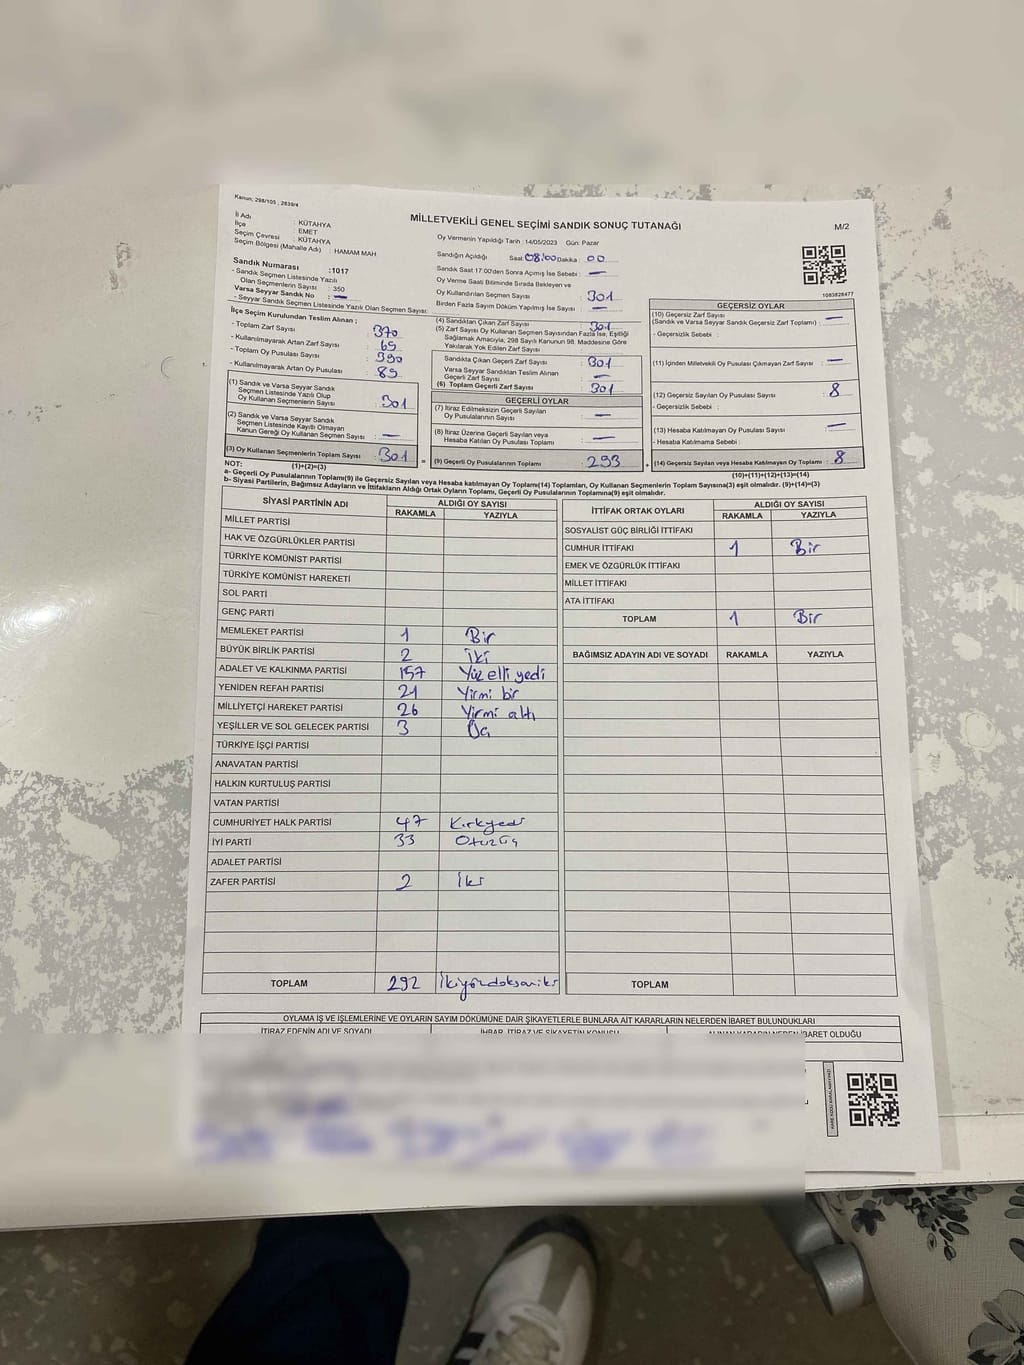 Kanun: 298/105 , 2839/4
MİLLETVEKİLİ GENEL SEÇİMİ SANDIK SONUÇ TUTANAĞI
M/2
İl Adı : KÜTAHYA
İlçe : EMET
Seçim Çevresi : KÜTAHYA
Seçim Bölgesi (Mahalle Adı) : HAMAM MAH
Sandık Numarası :1017
- Sandık Seçmen Listesinde Yazılı
Olan Seçmenlerin Sayısı : 350
Varsa Seyyar Sandık No : —
- Seyyar Sandık Seçmen Listesinde Yazılı Olan Seçmen Sayısı:
İlçe Seçim Kurulundan Teslim Alınan ;
- Toplam Zarf Sayısı : 370
- Kullanılmayarak Artan Zarf Sayısı : 69
- Toplam Oy Pusulası Sayısı : 390
- Kullanılmayarak Artan Oy Pusulası : 89
(1) Sandık ve Varsa Seyyar Sandık
Seçmen Listesinde Yazılı Olup
Oy Kullanan Seçmenlerin Sayısı : 301
(2) Sandık ve Varsa Seyyar Sandık
Seçmen Listesinde Kayıtlı Olmayan
Kanun Gereği Oy Kullanan Seçmen Sayısı : —
(3) Oy Kullanan Seçmenlerin Toplam Sayısı : 301
(1)+(2)=(3)
Oy Vermenin Yapıldığı Tarih : 14/05/2023 Gün: Pazar
Sandığın Açıldığı Saat: 08:00 Dakika : 00
Sandık Saat 17:00'den Sonra Açılmış İse Sebebi : —
Oy Verme Saati Bitiminde Sırada Bekleyen ve
Oy Kullandırılan Seçmen Sayısı : 301
Birden Fazla Sayım Döküm Yapılmış İse Sayısı : —
(4) Sandıktan Çıkan Zarf Sayısı : 301
(5) Zarf Sayısı Oy Kullanan Seçmen Sayısından Fazla İse, Eşitliği
Sağlamak Amacıyla; 298 Sayılı Kanunun 98. Maddesine Göre
Yakılarak Yok Edilen Zarf Sayısı : —
Sandıkta Çıkan Geçerli Zarf Sayısı : 301
Varsa Seyyar Sandıktan Teslim Alınan
Geçerli Zarf Sayısı : —
(6) Toplam Geçerli Zarf Sayısı : 301
GEÇERLİ OYLAR
(7) İtiraz Edilmeksizin Geçerli Sayılan
Oy Pusulalarının Sayısı : —
(8) İtiraz Üzerine Geçerli Sayılan veya
Hesaba Katılan Oy Pusulası Toplamı : —
(9) Geçerli Oy Pusulalarının Toplamı : 293
1083828477
GEÇERSİZ OYLAR
(10) Geçersiz Zarf Sayısı
(Sandık ve Varsa Seyyar Sandık Geçersiz Zarf Toplamı) : —
- Geçersizlik Sebebi :
(11) İçinden Milletvekili Oy Pusulası Çıkmayan Zarf Sayısı : —
(12) Geçersiz Sayılan Oy Pusulası Sayısı : 8
- Geçersizlik Sebebi :
(13) Hesaba Katılmayan Oy Pusulası Sayısı : —
- Hesaba Katılmama Sebebi :
(14) Geçersiz Sayılan veya Hesaba Katılmayan Oy Toplamı : 8
(10)+(11)+(12)+(13)=(14)
NOT:
a- Geçerli Oy Pusulalarının Toplamı(9) ile Geçersiz Sayılan veya Hesaba katılmayan Oy Toplamı(14) Toplamları, Oy Kullanan Seçmenlerin Toplam Sayısına(3) eşit olmalıdır. (9)+(14)=(3)
b- Siyasi Partilerin, Bağımsız Adayların ve İttifakların Aldığı Ortak Oyların Toplamı, Geçerli Oy Pusulalarının Toplamına(9) eşit olmalıdır.
SİYASİ PARTİNİN ADI ALDIĞI OY SAYISI
RAKAMLA YAZIYLA
MİLLET PARTİSİ
HAK VE ÖZGÜRLÜKLER PARTİSİ
TÜRKİYE KOMÜNİST PARTİSİ
TÜRKİYE KOMÜNİST HAREKETİ
SOL PARTİ
GENÇ PARTİ
MEMLEKET PARTİSİ 1 Bir
BÜYÜK BİRLİK PARTİSİ 2 İki
ADALET VE KALKINMA PARTİSİ 157 Yüz elli yedi
YENİDEN REFAH PARTİSİ 21 Yirmi bir
MİLLİYETÇİ HAREKET PARTİSİ 26 Yirmi altı
YEŞİLLER VE SOL GELECEK PARTİSİ 3 Üç
TÜRKİYE İŞÇİ PARTİSİ
ANAVATAN PARTİSİ
HALKIN KURTULUŞ PARTİSİ
VATAN PARTİSİ
CUMHURİYET HALK PARTİSİ 47 Kırkyedi
İYİ PARTİ 33 Otuzüç
ADALET PARTİSİ
ZAFER PARTİSİ 2 İki
TOPLAM 292 İkiyüzdoksaniki
İTTİFAK ORTAK OYLARI ALDIĞI OY SAYISI
RAKAMLA YAZIYLA
SOSYALİST GÜÇ BİRLİĞİ İTTİFAKI
CUMHUR İTTİFAKI 1 Bir
EMEK VE ÖZGÜRLÜK İTTİFAKI
MİLLET İTTİFAKI
ATA İTTİFAKI
TOPLAM 1 Bir
BAĞIMSIZ ADAYIN ADI VE SOYADI RAKAMLA YAZIYLA
TOPLAM
OYLAMA İŞ VE İŞLEMLERİNE VE OYLARIN SAYIM DÖKÜMÜNE DAİR ŞİKAYETLERLE BUNLARA AİT KARARLARIN NELERDEN İBARET BULUNDUKLARI
İTİRAZ EDENİN ADI VE SOYADI İHBAR, İTİRAZ VE ŞİKAYETİN KONUSU ALINAN KARARIN NEDEN İBARET OLDUĞU